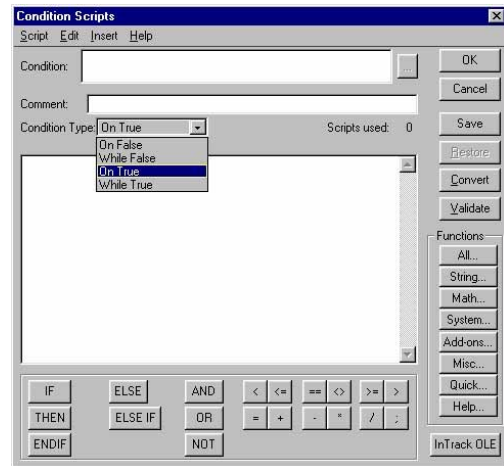 Condition Scripts
Script Edit Insert Help
Condition: ...
OK
Cancel
Comment:
Condition Type: On True Scripts used: 0
Save
On False
While False
On True
While True
Restore
Convert
Validate
Functions
All...
String...
Math...
System...
Add-ons...
Misc...
Quick...
Help...
IF ELSE AND < <= == <> >= >
THEN ELSE IF OR = + - * / ;
ENDIF NOT
InTrack OLE